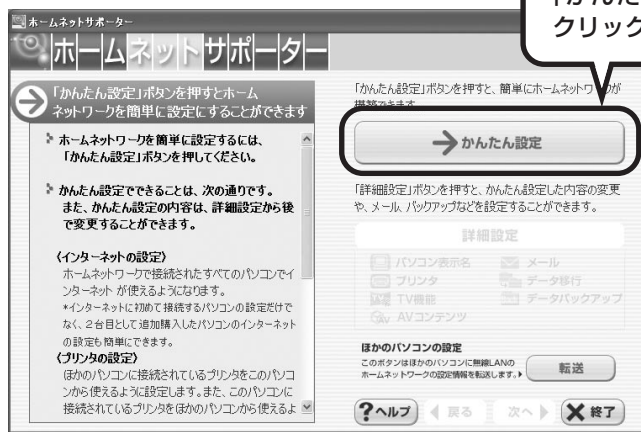 ホームネットサポーター
ホームネットサポーター
クリック
「かんたん設定」ボタンを押すとホーム
ネットワークを簡単に設定にすることができます
ホームネットワークを簡単に設定するには、
「かんたん設定」ボタンを押してください。
かんたん設定でできることは、次の通りです。
また、かんたん設定の内容は、詳細設定から後
で変更することができます。
〈インターネットの設定〉
ホームネットワークで接続されたすべてのパソコンでイ
ンターネット が使えるようになります。
*インターネットに初めて接続するパソコンの設定だけで
なく、2台目として追加購入したパソコンのインターネット
の設定も簡単にできます。
〈プリンタの設定〉
ほかのパソコンに接続されているプリンタをこのパソコ
ンから使えるように設定します。また、このパソコンに
接続されているプリンタをほかのパソコンから使えるよ
「かんたん設定」ボタンを押すと、簡単にホームネットワークが
構築できます。
かんたん設定
「詳細設定」ボタンを押すと、かんたん設定した内容の変更
や、メール、バックアップなどを設定することができます。
詳細設定
パソコン表示名 メール
プリンタ データ移行
TV機能 データバックアップ
AVコンテンツ
ほかのパソコンの設定
このボタンはほかのパソコンに無線LANの
ホームネットワークの設定情報を転送します。
転送
?ヘルプ 戻る 次へ 終了